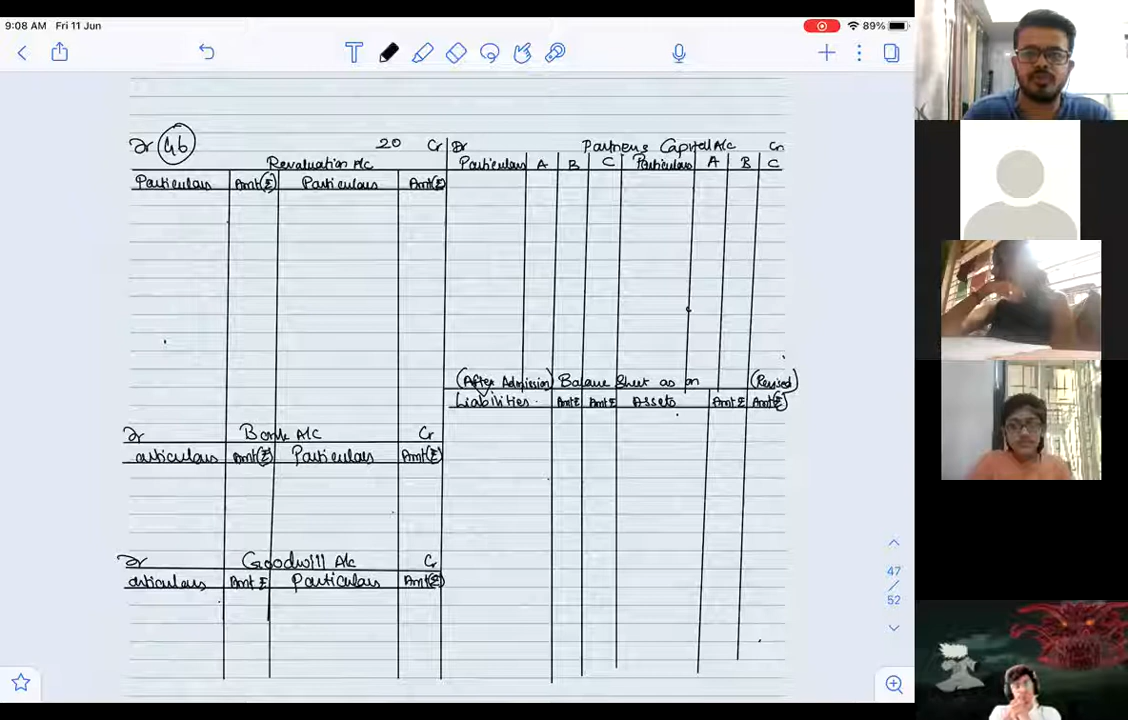 9:08 AM Fri 11 Jun
89%
T
Dr 46 20 Cr
Revaluation A/c
Particulars Amt(₹) Particulars Amt(₹)
Dr Partners Capital A/c Cr
Particulars A B C Particulars A B C
(After Admission) Balance Sheet as on (Revised)
Liabilities Amt ₹ Amt ₹ Assets Amt ₹ Amt(₹)
Dr Bank A/c Cr
articulars Amt(₹) Particulars Amt(₹)
Dr Goodwill A/c Cr
articulars Amt ₹ Particulars Amt(₹)
47
/
52